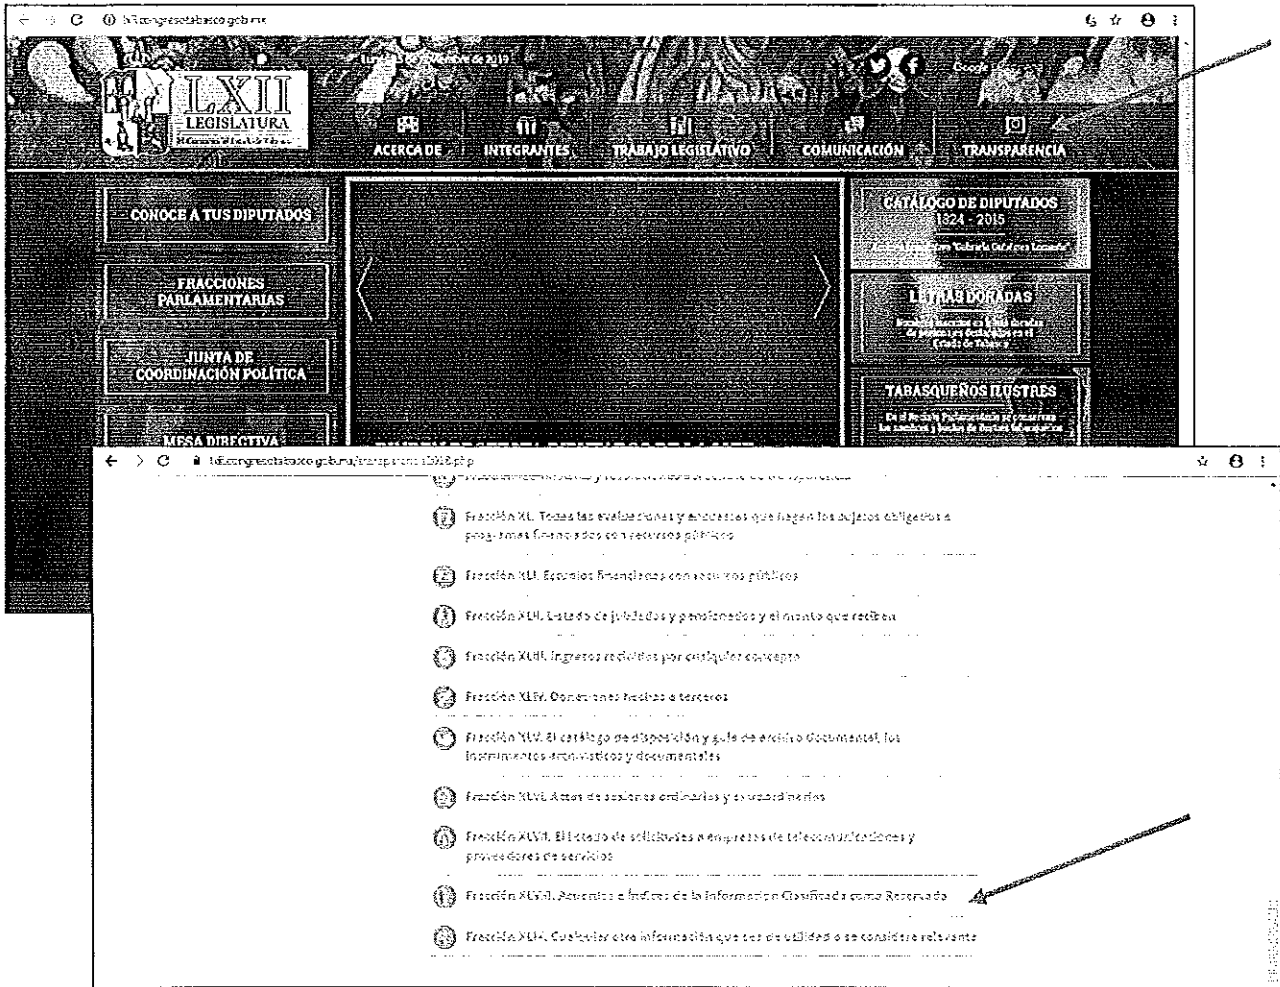 LXII
LEGISLATURA
de 2019
Google
ACERCA DE
INTEGRANTES
TRABAJO LEGISLATIVO
COMUNICACIÓN
TRANSPARENCIA
CONOCE A TUS DIPUTADOS
FRACCIONES
PARLAMENTARIAS
JUNTA DE
COORDINACIÓN POLÍTICA
MESA DIRECTIVA
CATÁLOGO DE DIPUTADOS
1824 - 2015
LETRAS DORADAS
Estado de Tabasco
TABASQUEÑOS ILUSTRES
Fracción XL. Todas las evaluaciones y encuestas que hagan los sujetos obligados a
programas financiados con recursos públicos
Fracción XLI. Estudios financiados con recursos públicos
Fracción XLII. Listado de jubilados y pensionados y el monto que reciben
Fracción XLIII. Ingresos recibidos por cualquier concepto
Fracción XLIV. Donaciones hechas a terceros
Fracción XLV. El catálogo de disposición y guía de archivo documental, los
instrumentos archivísticos y documentales
Fracción XLVI. Actas de sesiones ordinarias y extraordinarias
Fracción XLVII. El listado de solicitudes a empresas de telecomunicaciones y
proveedores de servicios
Fracción XLVIII. Acuerdos e Índices de la Información Clasificada como Reservada
Fracción XLIX. Cualquier otra información que sea de utilidad o se considere relevante